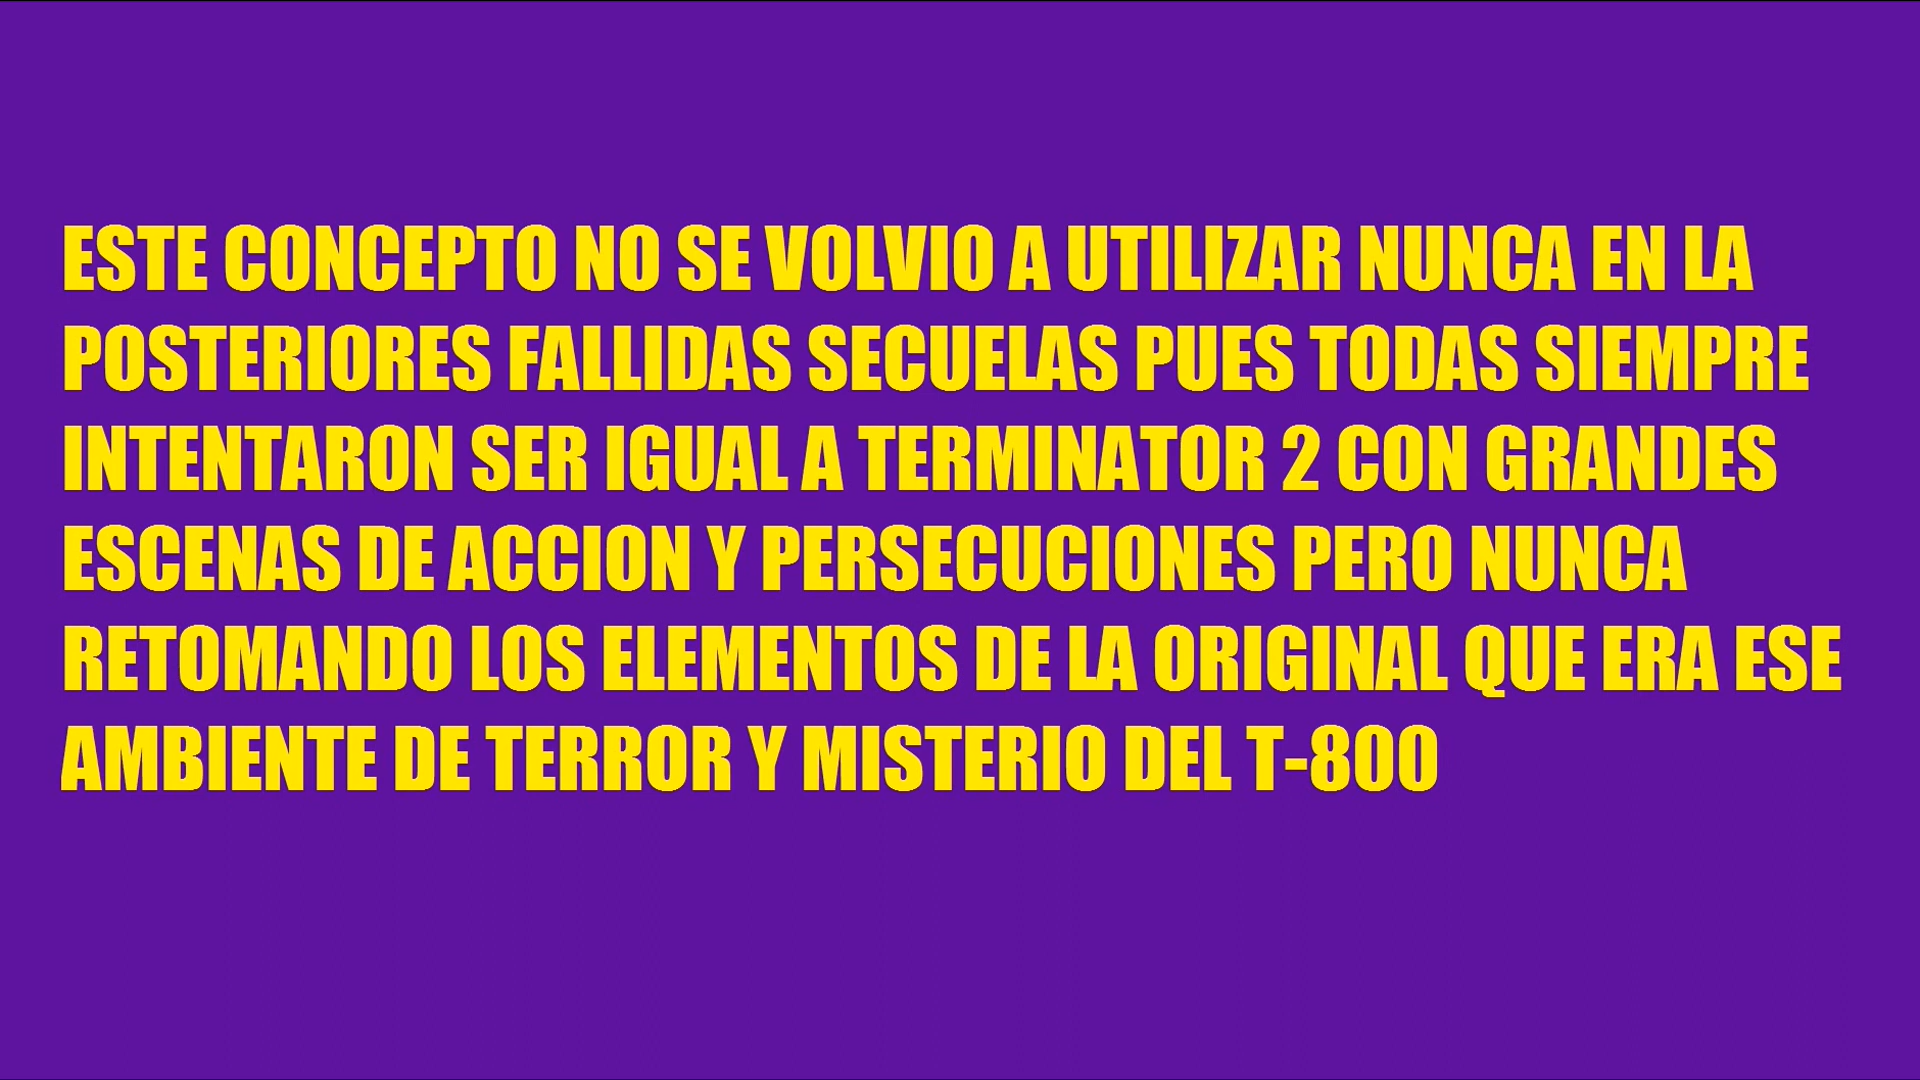 ESTE CONCEPTO NO SE VOLVIO A UTILIZAR NUNCA EN LA
POSTERIORES FALLIDAS SECUELAS PUES TODAS SIEMPRE
INTENTARON SER IGUAL A TERMINATOR 2 CON GRANDES
ESCENAS DE ACCION Y PERSECUCIONES PERO NUNCA
RETOMANDO LOS ELEMENTOS DE LA ORIGINAL QUE ERA ESE
AMBIENTE DE TERROR Y MISTERIO DEL T-800